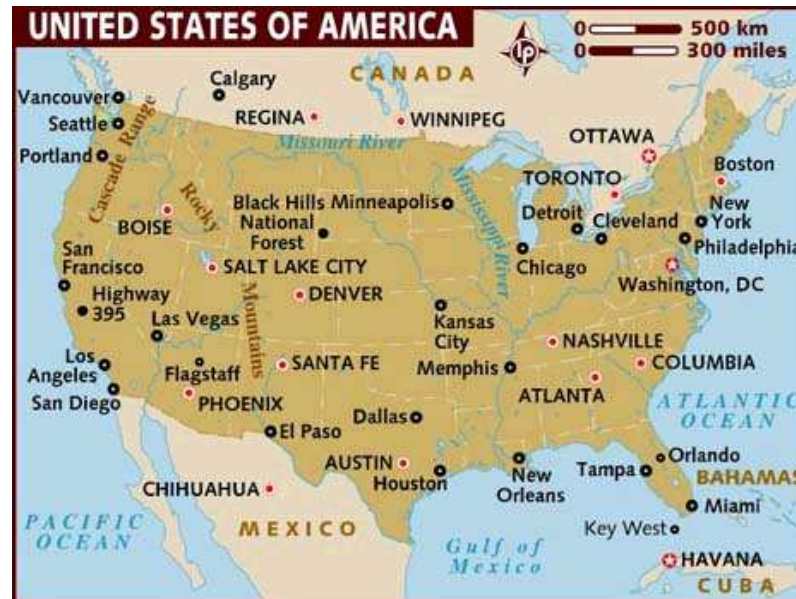 UNITED STATES OF AMERICA
0 500 km
0 300 miles
lp
CANADA
Calgary
Vancouver
Seattle
REGINA
WINNIPEG
Missouri River
OTTAWA
Portland
Cascade Range
TORONTO
Boston
Rocky
Mountains
Black Hills
National
Forest
Minneapolis
Mississippi River
Detroit
Cleveland
New
York
BOISE
Philadelphia
San
Francisco
SALT LAKE CITY
Chicago
Washington, DC
Highway
395
DENVER
Las Vegas
Kansas
City
NASHVILLE
Los
Angeles
Flagstaff
SANTA FE
Memphis
COLUMBIA
San Diego
PHOENIX
ATLANTA
ATLANTIC
OCEAN
Dallas
El Paso
AUSTIN
Houston
New
Orleans
Tampa
Orlando
BAHAMAS
CHIHUAHUA
Miami
PACIFIC
OCEAN
MEXICO
Gulf of
Mexico
Key West
HAVANA
CUBA